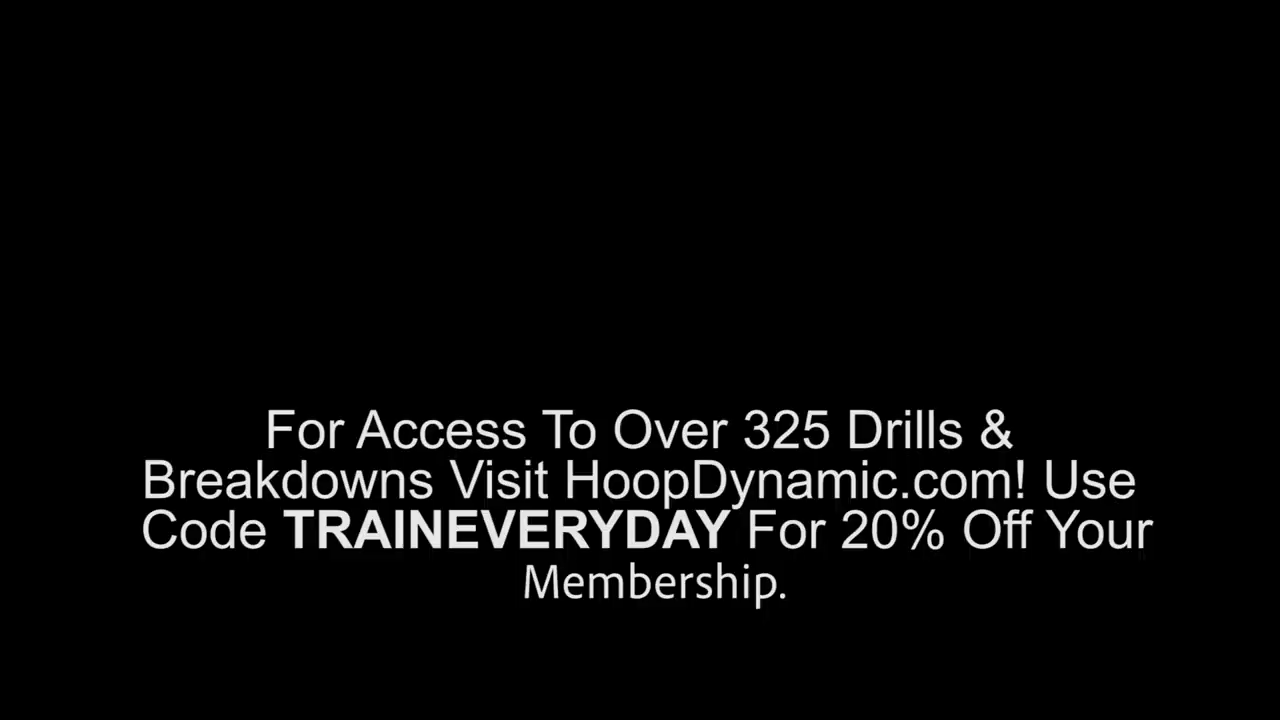 For Access To Over 325 Drills &
Breakdowns Visit HoopDynamic.com! Use
Code TRAINEVERYDAY For 20% Off Your
Membership.